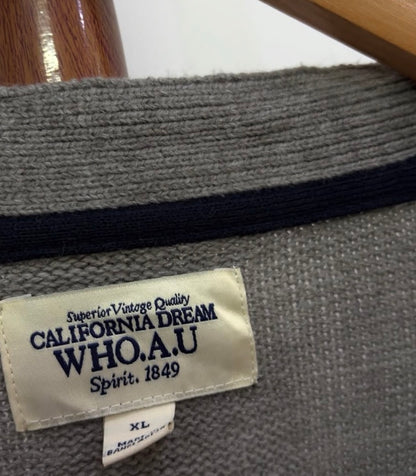 Superior Vintage Quality
CALIFORNIA DREAM
WHO.A.U
Spirit. 1849
XL